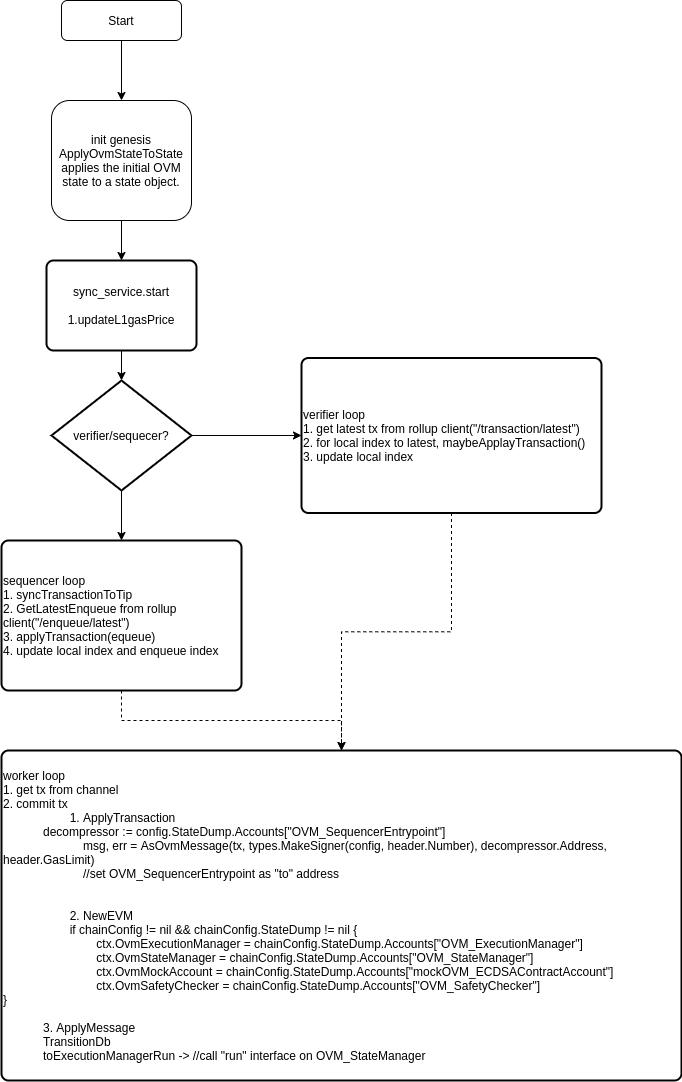 Start
init genesis
ApplyOvmStateToState
applies the initial OVM
state to a state object.
sync_service.start
1.updateL1gasPrice
verifier/sequecer?
verifier loop
1. get latest tx from rollup client("/transaction/latest")
2. for local index to latest, maybeApplayTransaction()
3. update local index
sequencer loop
1. syncTransactionToTip
2. GetLatestEnqueue from rollup
client("/enqueue/latest")
3. applyTransaction(equeue)
4. update local index and enqueue index
worker loop
1. get tx from channel
2. commit tx
1. ApplyTransaction
decompressor := config.StateDump.Accounts["OVM_SequencerEntrypoint"]
msg, err = AsOvmMessage(tx, types.MakeSigner(config, header.Number), decompressor.Address,
header.GasLimit)
//set OVM_SequencerEntrypoint as "to" address
2. NewEVM
if chainConfig != nil && chainConfig.StateDump != nil {
ctx.OvmExecutionManager = chainConfig.StateDump.Accounts["OVM_ExecutionManager"]
ctx.OvmStateManager = chainConfig.StateDump.Accounts["OVM_StateManager"]
ctx.OvmMockAccount = chainConfig.StateDump.Accounts["mockOVM_ECDSAContractAccount"]
ctx.OvmSafetyChecker = chainConfig.StateDump.Accounts["OVM_SafetyChecker"]
}
3. ApplyMessage
TransitionDb
toExecutionManagerRun -> //call "run" interface on OVM_StateManager